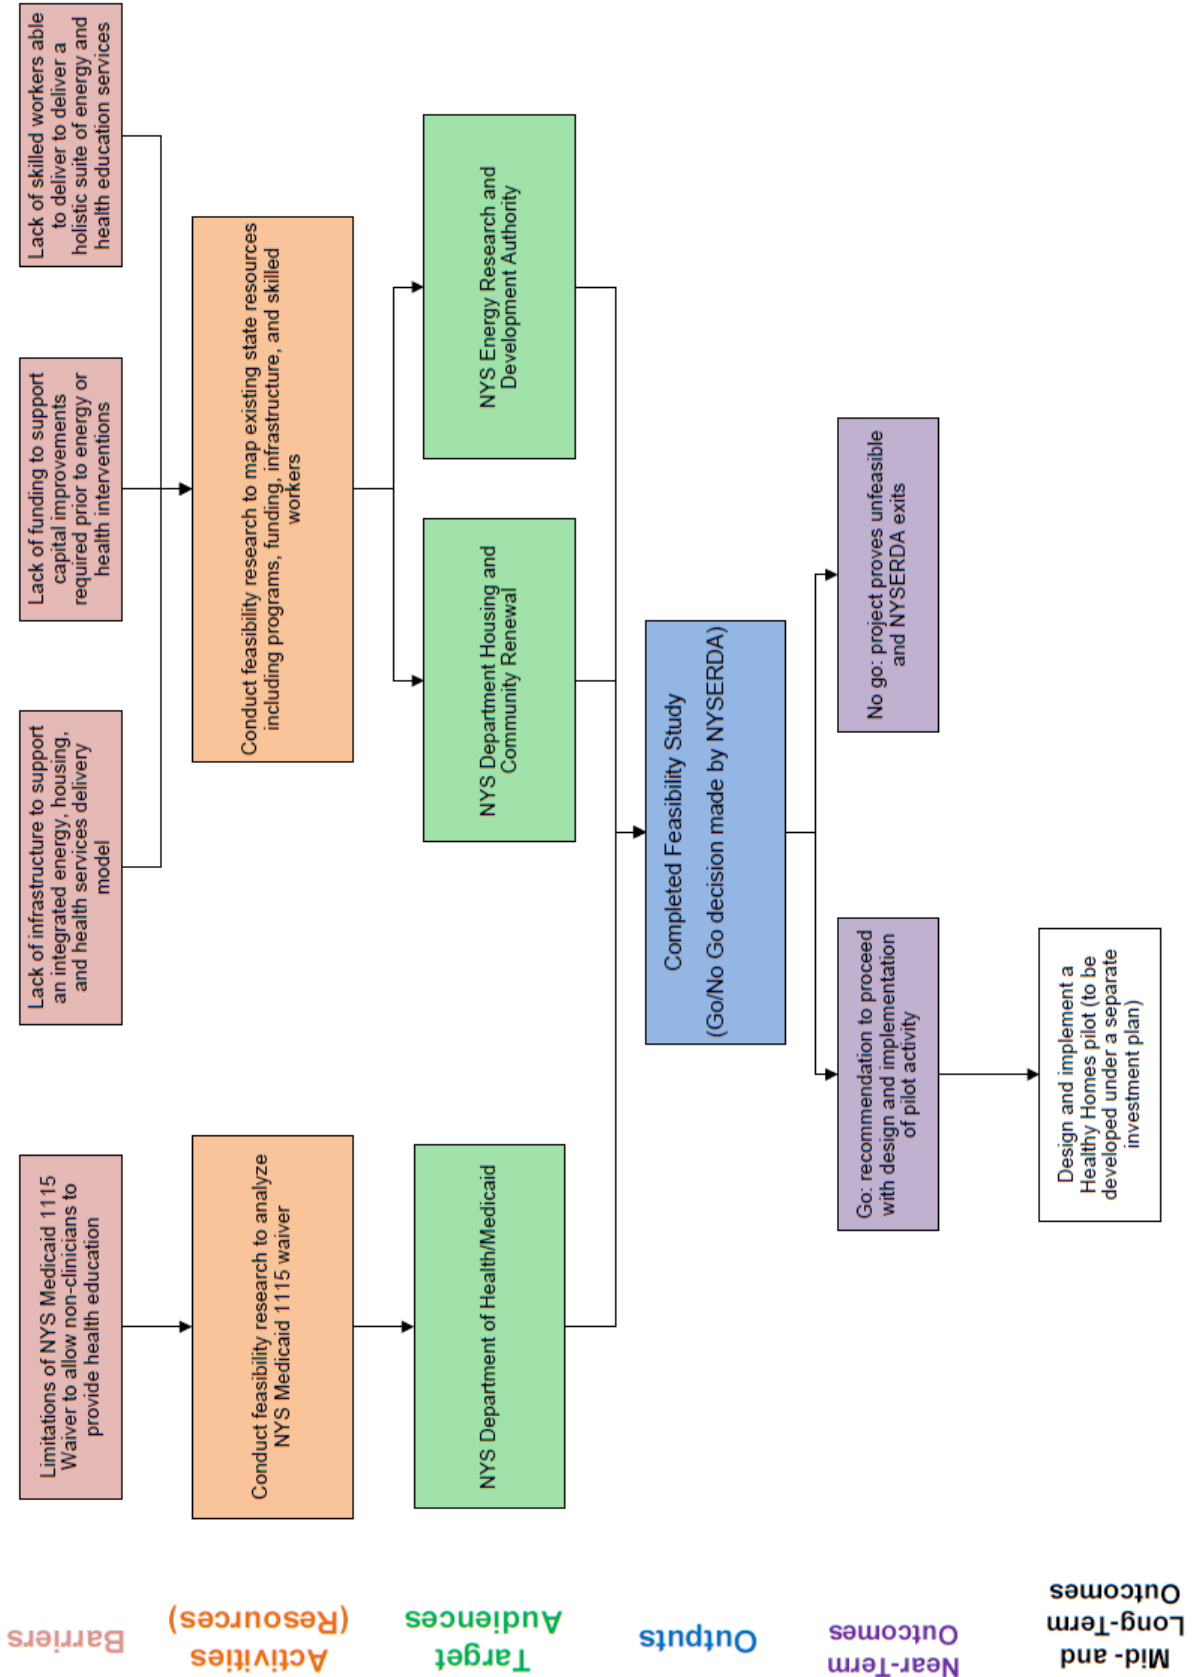 Barriers
Limitations of NYS Medicaid 1115
Waiver to allow non-clinicians to
provide health education
Lack of infrastructure to support
an integrated energy, housing,
and health services delivery
model
Lack of funding to support
capital improvements
required prior to energy or
health interventions
Lack of skilled workers able
to deliver to deliver a
holistic suite of energy and
health education services
Activities
(Resources)
Conduct feasibility research to analyze
NYS Medicaid 1115 waiver
Conduct feasibility research to map existing state resources
including programs, funding, infrastructure, and skilled
workers
Target
Audiences
NYS Department of Health/Medicaid
NYS Department Housing and
Community Renewal
NYS Energy Research and
Development Authority
Outputs
Completed Feasibility Study
(Go/No Go decision made by NYSERDA)
Near-Term
Outcomes
Go: recommendation to proceed
with design and implementation
of pilot activity
No go: project proves unfeasible
and NYSERDA exits
Mid- and
Long-Term
Outcomes
Design and implement a
Healthy Homes pilot (to be
developed under a separate
investment plan)